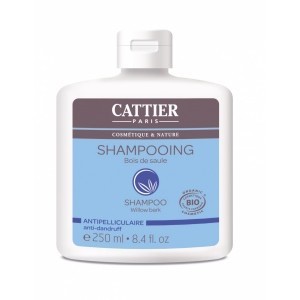 CATTIER
PARIS
COSMÉTIQUE & NATURE
SHAMPOOING
Bois de saule
SHAMPOO
Willow bark
BIO
ANTIPELLICULAIRE
anti-dandruff
e 250 ml • 8.4 fl. oz